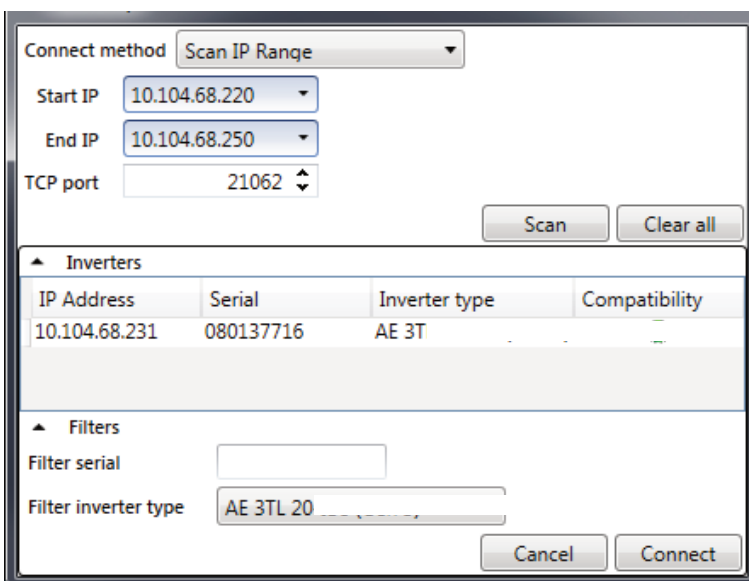 Connect method Scan IP Range
Start IP 10.104.68.220
End IP 10.104.68.250
TCP port 21062
Scan Clear all
Inverters
IP Address Serial Inverter type Compatibility
10.104.68.231 080137716 AE 3T
Filters
Filter serial
Filter inverter type AE 3TL 20
Cancel Connect